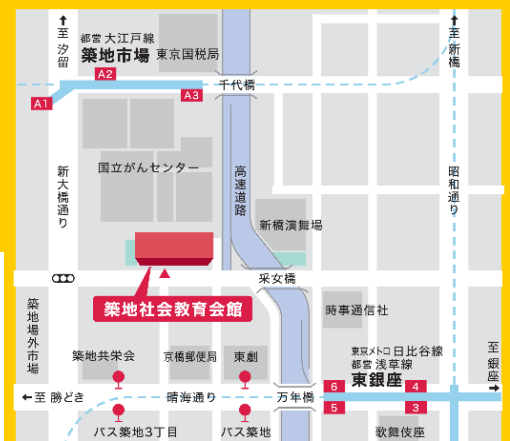 ↑至 汐留
都営 大江戸線
築地市場
東京国税局
↑至 新橋
A2
A1
A3
千代橋
国立がんセンター
新大橋通り
高速道路
昭和通り
新橋演舞場
采女橋
築地社会教育会館
築地場外市場
時事通信社
築地共栄会
京橋郵便局
東劇
東京メトロ 日比谷線
都営 浅草線
東銀座
至 銀座→
←至 勝どき
晴海通り
万年橋
6
4
5
3
バス築地3丁目
バス築地
歌舞伎座